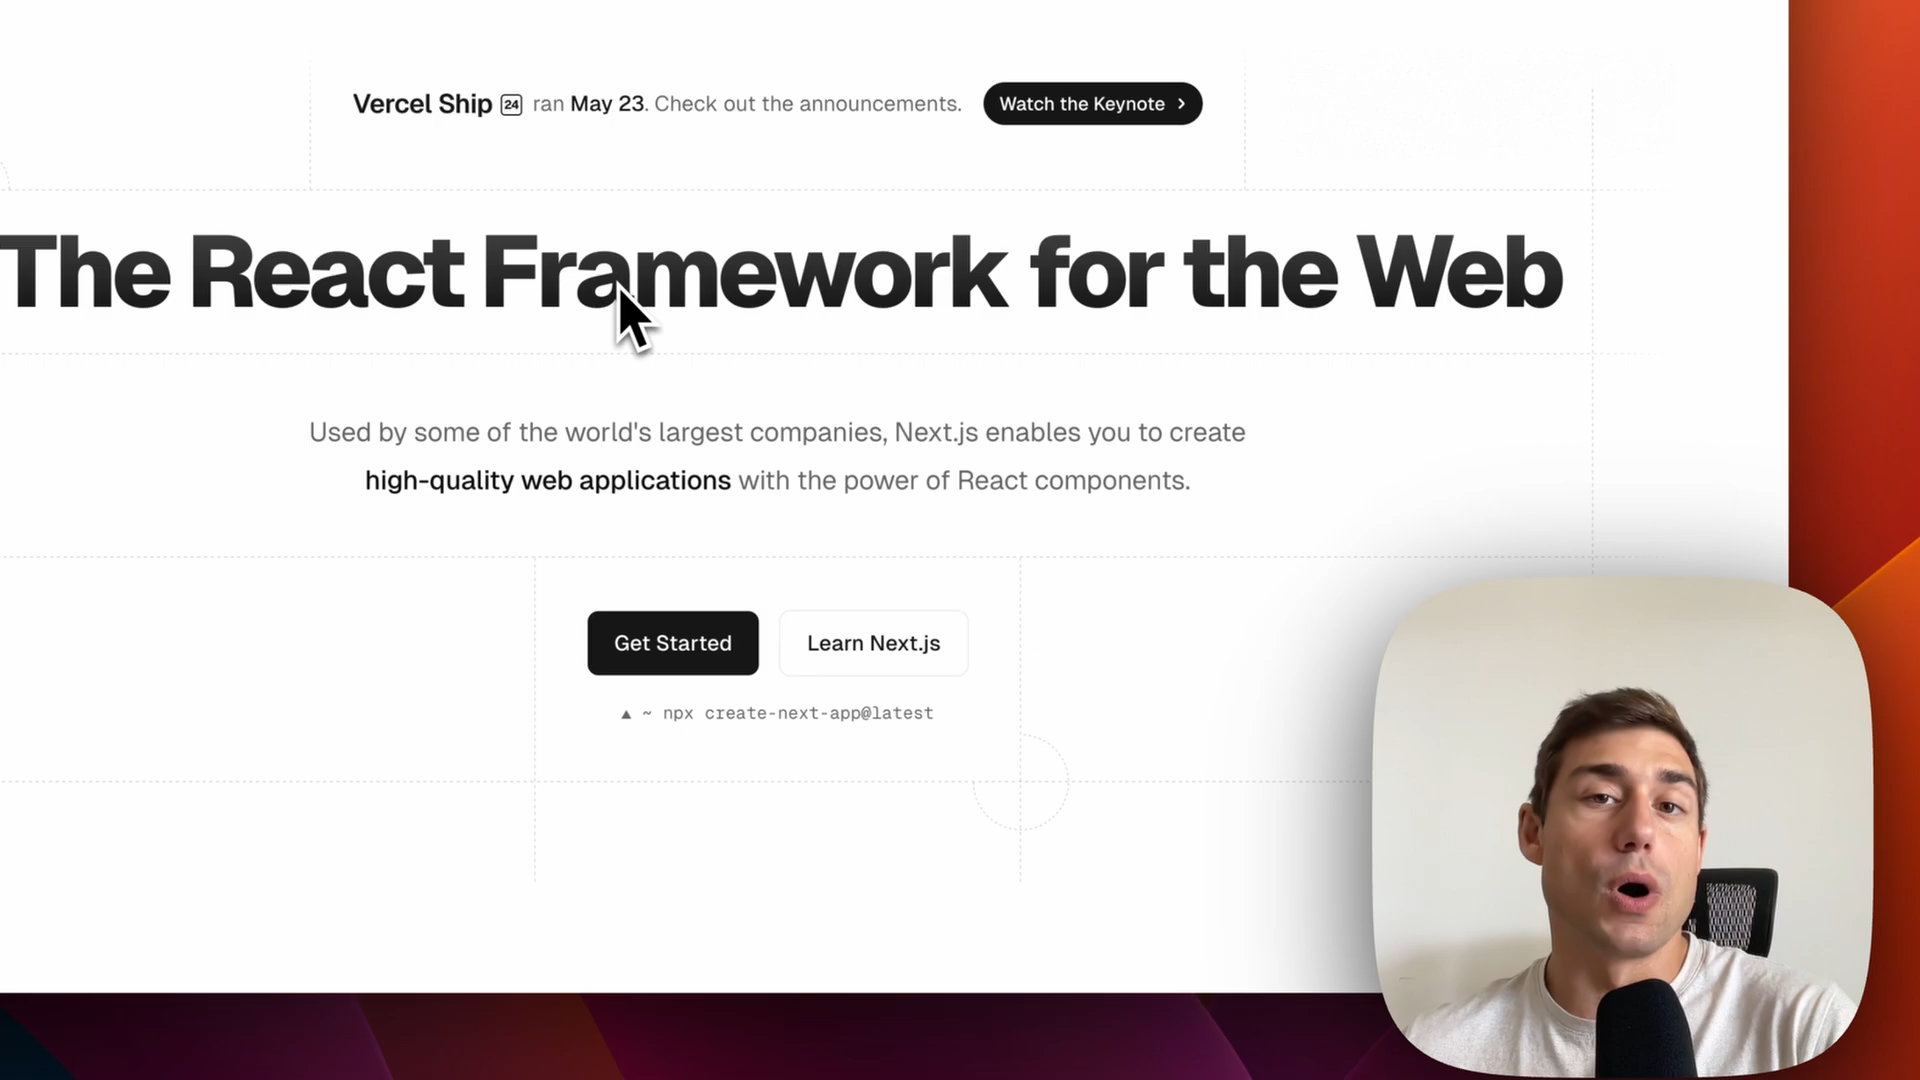 Vercel Ship 24 ran May 23. Check out the announcements. Watch the Keynote
The React Framework for the Web
Used by some of the world's largest companies, Next.js enables you to create
high-quality web applications with the power of React components.
Get Started Learn Next.js
▲ ~ npx create-next-app@latest